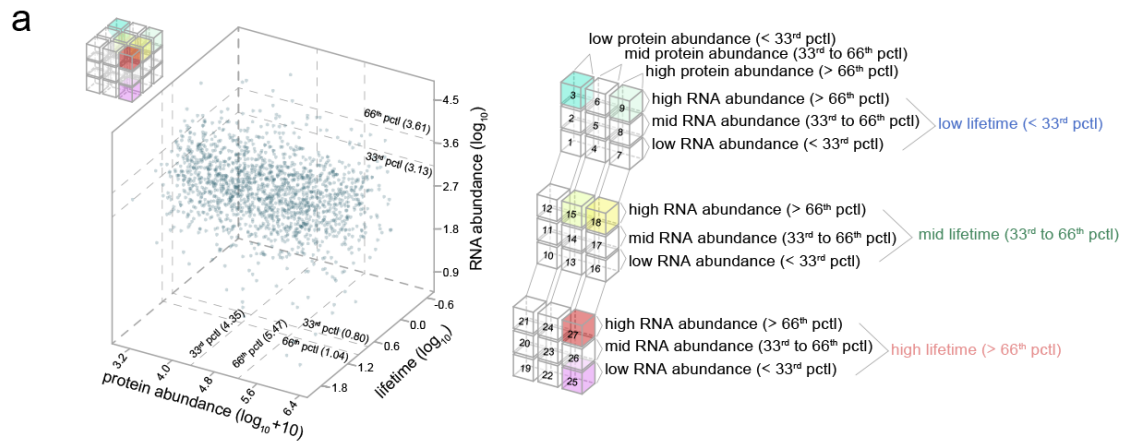 a
4.5
3.6
2.7
1.8
0.9
RNA abundance (log10)
66th pctl (3.61)
33rd pctl (3.13)
-0.6
0.0
0.6
1.2
1.8
lifetime (log10)
33rd pctl (0.80)
66th pctl (1.04)
33rd pctl (4.35)
66th pctl (5.47)
3.2
4.0
4.8
5.6
6.4
protein abundance (log10 +10)
low protein abundance (< 33rd pctl)
mid protein abundance (33rd to 66th pctl)
high protein abundance (> 66th pctl)
3 6 9
2 5 8
1 4 7
high RNA abundance (> 66th pctl)
mid RNA abundance (33rd to 66th pctl)
low RNA abundance (< 33rd pctl)
low lifetime (< 33rd pctl)
12 15 18
11 14 17
10 13 16
high RNA abundance (> 66th pctl)
mid RNA abundance (33rd to 66th pctl)
low RNA abundance (< 33rd pctl)
mid lifetime (33rd to 66th pctl)
21 24 27
20 23 26
19 22 25
high RNA abundance (> 66th pctl)
mid RNA abundance (33rd to 66th pctl)
low RNA abundance (< 33rd pctl)
high lifetime (> 66th pctl)